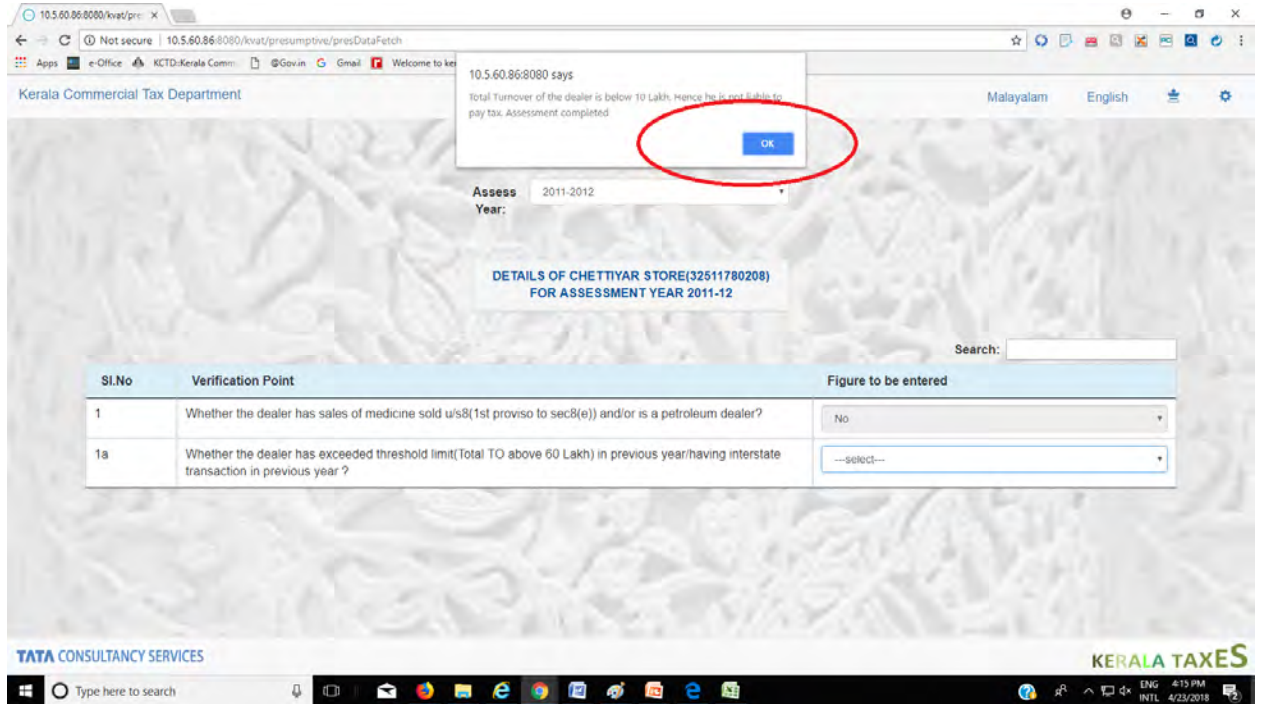 10.5.60.86:8080/kvat/pre
Not secure | 10.5.60.86:8080/kvat/presumptive/presDataFetch
Apps e-Office KCTD:Kerala Comm @Gov.in Gmail Welcome to ker
10.5.60.86:8080 says
Total Turnover of the dealer is below 10 Lakh. Hence he is not liable to
pay tax. Assessment completed
OK
Kerala Commercial Tax Department Malayalam English
Assess Year: 2011-2012
DETAILS OF CHETTIYAR STORE(32511780208)
FOR ASSESSMENT YEAR 2011-12
Search:
Sl.No Verification Point Figure to be entered
1 Whether the dealer has sales of medicine sold u/s8(1st proviso to sec8(e)) and/or is a petroleum dealer? No
1a Whether the dealer has exceeded threshold limit(Total TO above 60 Lakh) in previous year/having interstate
transaction in previous year ? ---select---
TATA CONSULTANCY SERVICES KERALA TAXES
Type here to search ENG 4:15 PM
INTL 4/23/2018